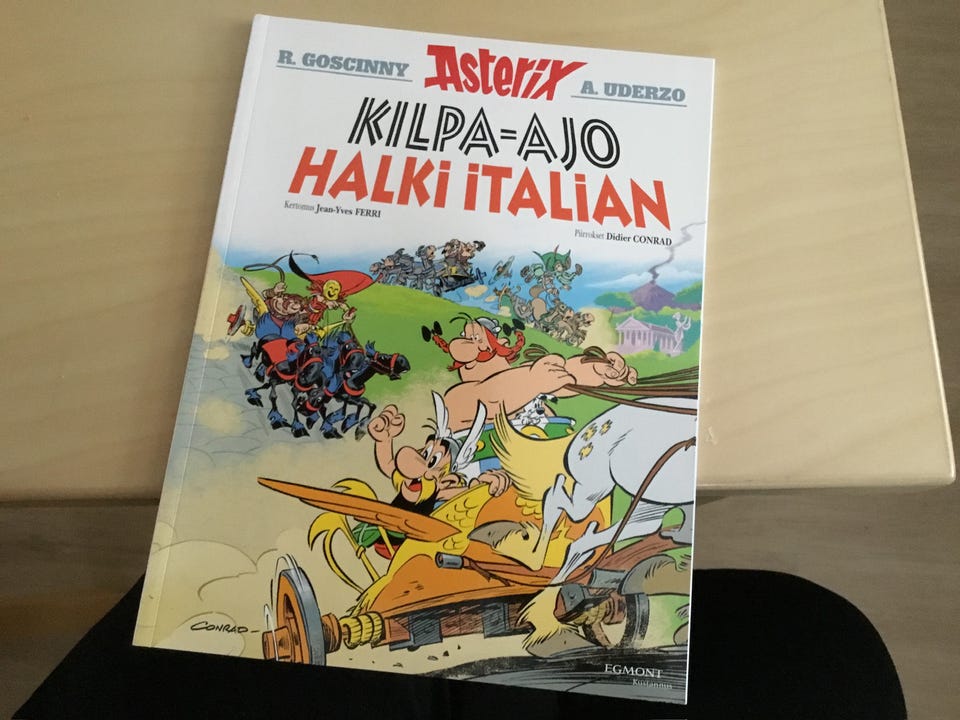 R. GOSCINNY
Asterix
A. UDERZO
KILPA-AJO
HALKi iTALiAN
Kertomus Jean-Yves FERRI
Piirrokset Didier CONRAD
CONRAD-
EGMONT
Kustannus